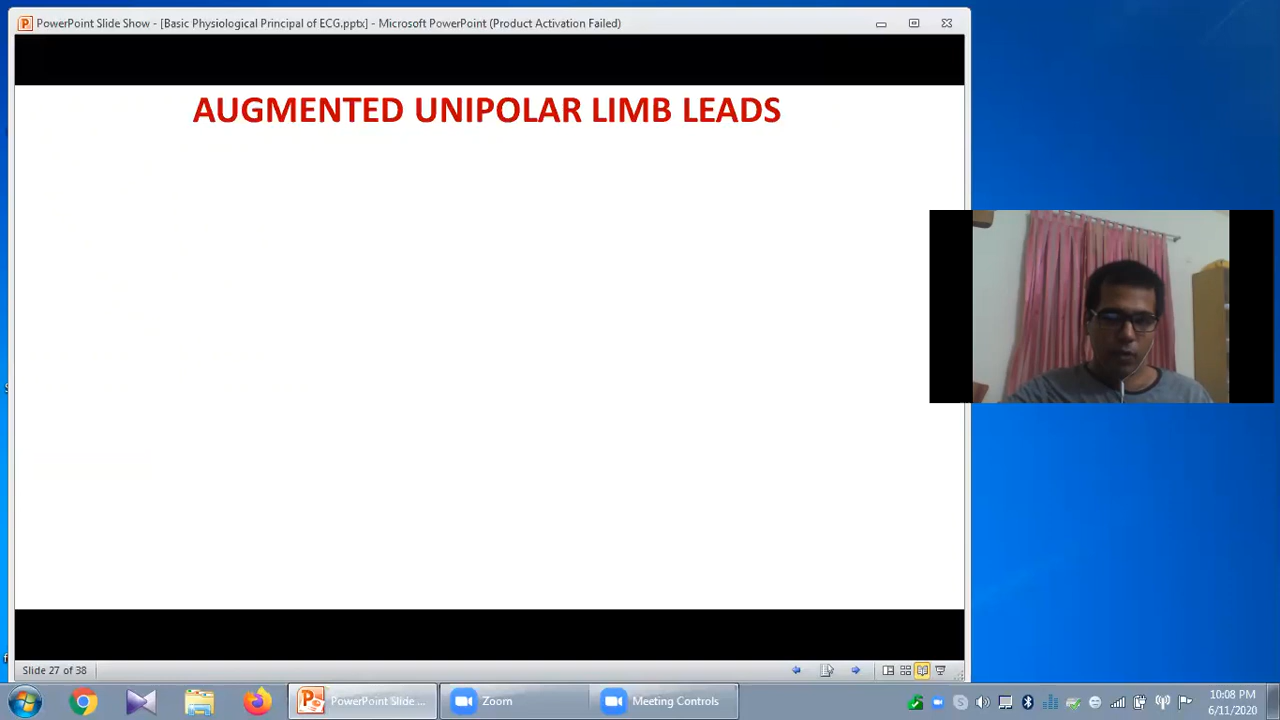 PowerPoint Slide Show - [Basic Physiological Principal of ECG.pptx] - Microsoft PowerPoint (Product Activation Failed)
AUGMENTED UNIPOLAR LIMB LEADS
Slide 27 of 38
PowerPoint Slide ...
Zoom
Meeting Controls
10:08 PM
6/11/2020